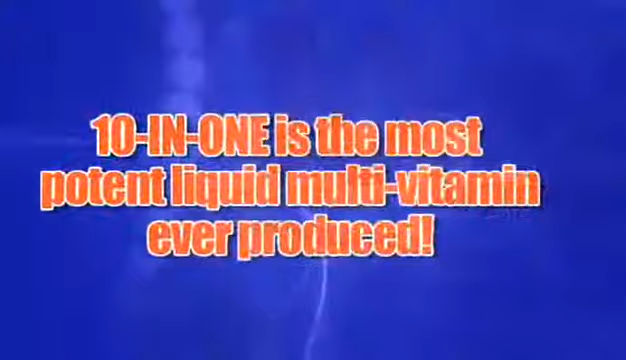 10-IN-ONE is the most
potent liquid multi-vitamin
ever produced!